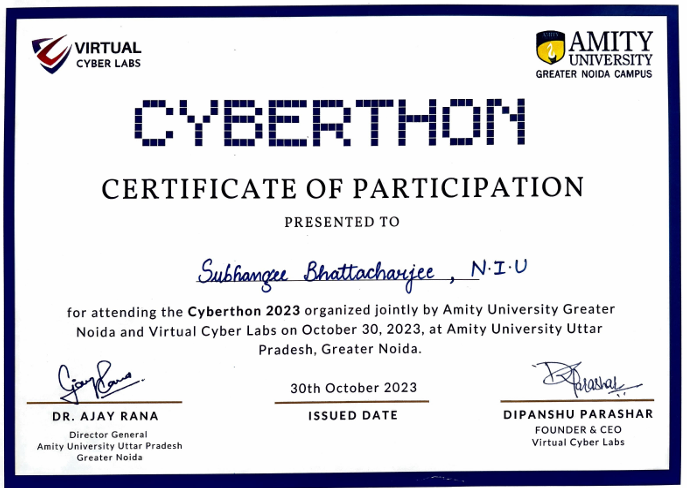 VIRTUAL
CYBER LABS
AMITY
UNIVERSITY
GREATER NOIDA CAMPUS
CYBERTHON
CERTIFICATE OF PARTICIPATION
PRESENTED TO
Subhangee Bhattacharjee , N.I.U
for attending the Cyberthon 2023 organized jointly by Amity University Greater
Noida and Virtual Cyber Labs on October 30, 2023, at Amity University Uttar
Pradesh, Greater Noida.
Ajay Rana
30th October 2023
DParashar
DR. AJAY RANA
ISSUED DATE
DIPANSHU PARASHAR
Director General
Amity University Uttar Pradesh
Greater Noida
FOUNDER & CEO
Virtual Cyber Labs